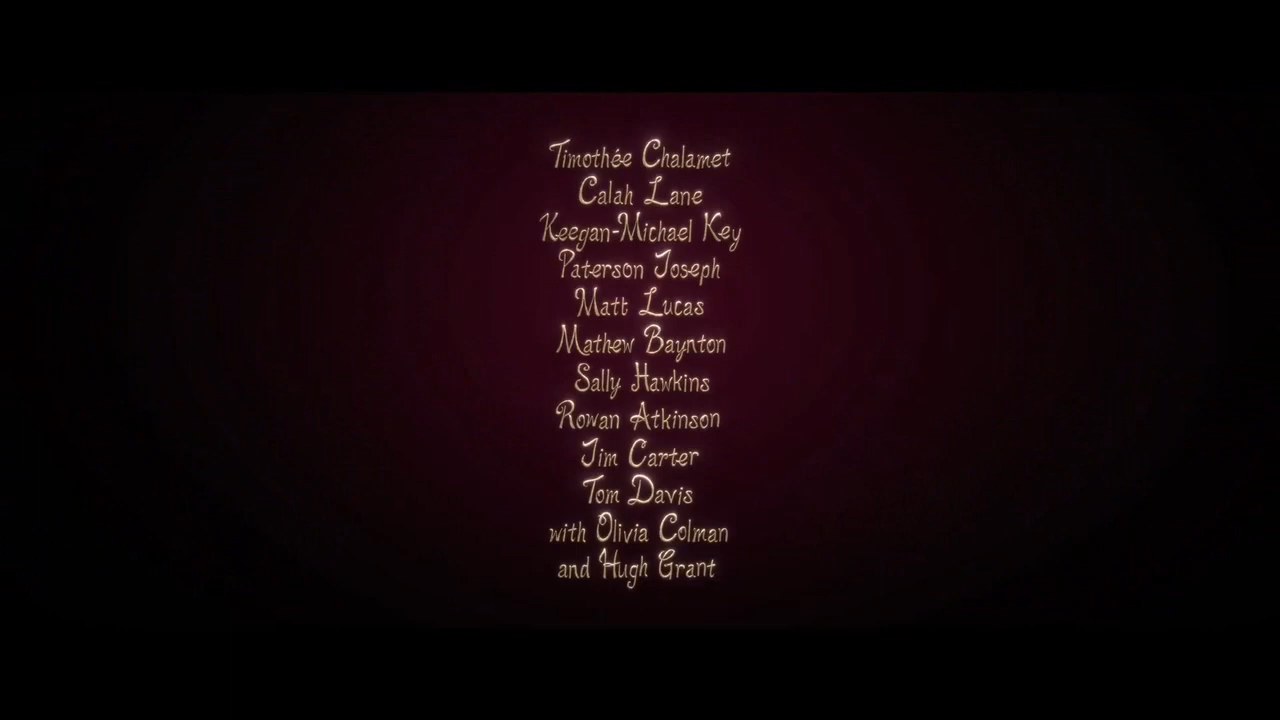 Timothée Chalamet
Calah Lane
Keegan-Michael Key
Paterson Joseph
Matt Lucas
Mathew Baynton
Sally Hawkins
Rowan Atkinson
Jim Carter
Tom Davis
with Olivia Colman
and Hugh Grant